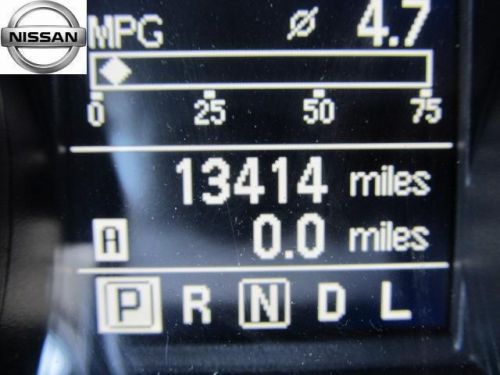 NISSAN
MPG Ø 4.7
0 25 50 75
13414 miles
A 0.0 miles
P R N D L